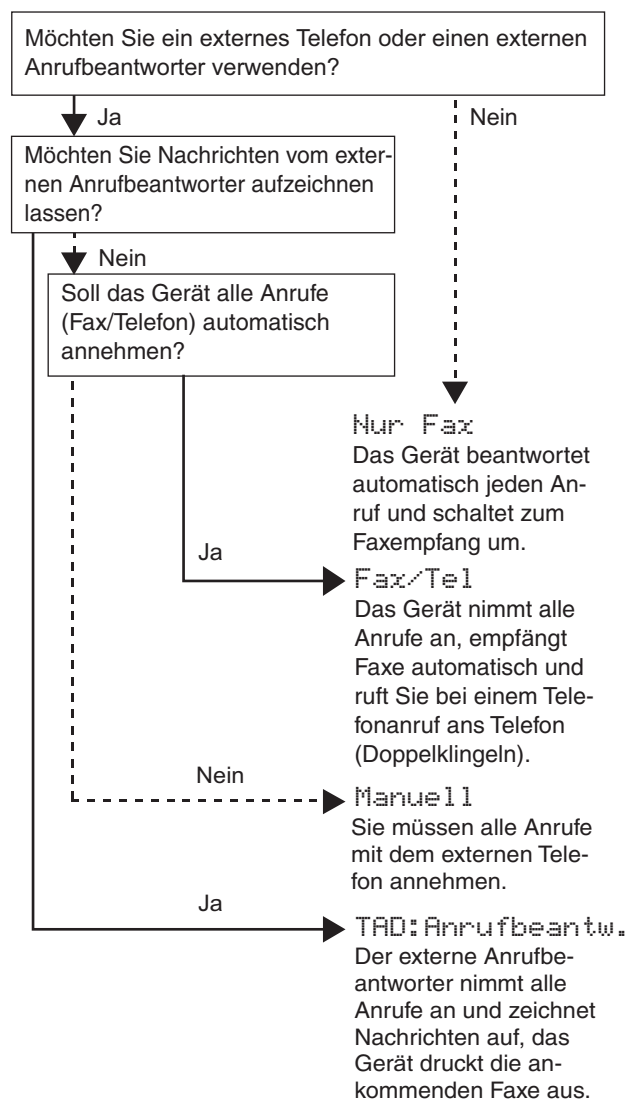 Möchten Sie ein externes Telefon oder einen externen
Anrufbeantworter verwenden?
Ja
Nein
Möchten Sie Nachrichten vom exter-
nen Anrufbeantworter aufzeichnen
lassen?
Nein
Soll das Gerät alle Anrufe
(Fax/Telefon) automatisch
annehmen?
Nur Fax
Das Gerät beantwortet
automatisch jeden An-
ruf und schaltet zum
Faxempfang um.
Ja
Fax/Tel
Das Gerät nimmt alle
Anrufe an, empfängt
Faxe automatisch und
ruft Sie bei einem Tele-
fonanruf ans Telefon
(Doppelklingeln).
Nein
Manuell
Sie müssen alle Anrufe
mit dem externen Tele-
fon annehmen.
Ja
TAD:Anrufbeantw.
Der externe Anrufbe-
antworter nimmt alle
Anrufe an und zeichnet
Nachrichten auf, das
Gerät druckt die an-
kommenden Faxe aus.